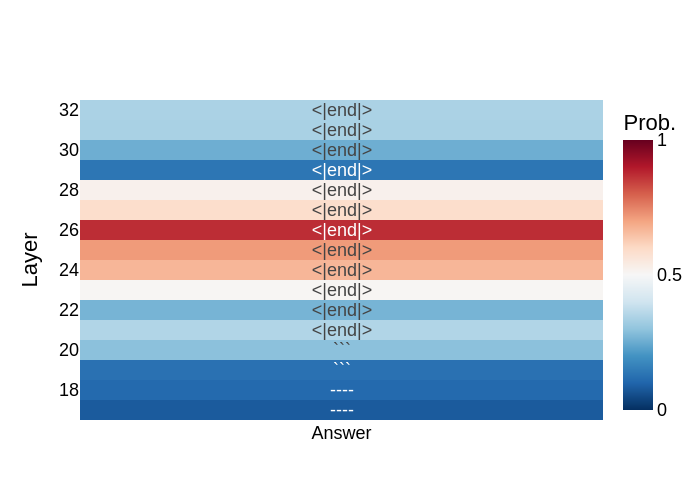 32 <|end|>
<|end|>
Prob.
30 <|end|> 1
<|end|>
28 <|end|>
<|end|>
26 <|end|>
<|end|>
24 <|end|> 0.5
<|end|>
22 <|end|>
<|end|>
20 ```
```
18 ----
---- 0
Layer
Answer